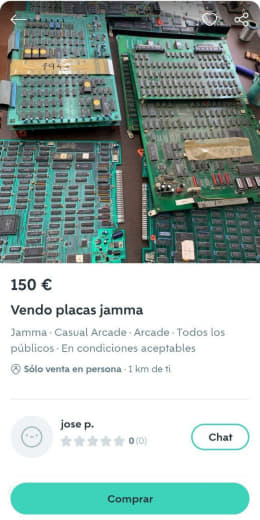 150 €
Vendo placas jamma
Jamma · Casual Arcade · Arcade · Todos los
públicos · En condiciones aceptables
Sólo venta en persona · 1 km de ti
jose p.
0 (0)
Chat
Comprar